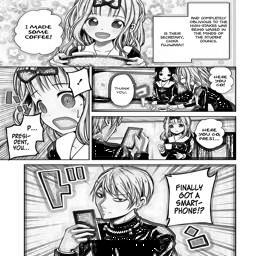 AND COMPLETELY
OBLIVIOUS TO THE
HIGH-STAKES WAR
BEING WAGED IN
THE MINDS OF
THE STUDENT
COUNCIL
IS THEIR
SECRETARY,
CHIKA
FUJIWARA!!
I MADE
SOME
COFFEE!
HERE
YOU
GO!
THANK
YOU!
HERE
YOU GO,
PRESI...
P...
PRESI-
DENT,
YOU...
FINALLY
GOT A
SMART-
PHONE!?